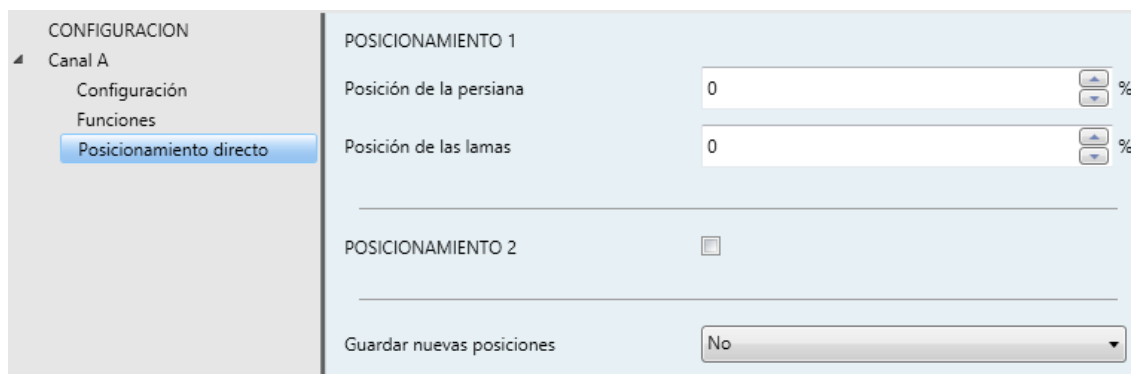 CONFIGURACION
Canal A
Configuración
Funciones
Posicionamiento directo
POSICIONAMIENTO 1
Posición de la persiana 0 %
Posición de las lamas 0 %
POSICIONAMIENTO 2
Guardar nuevas posiciones No